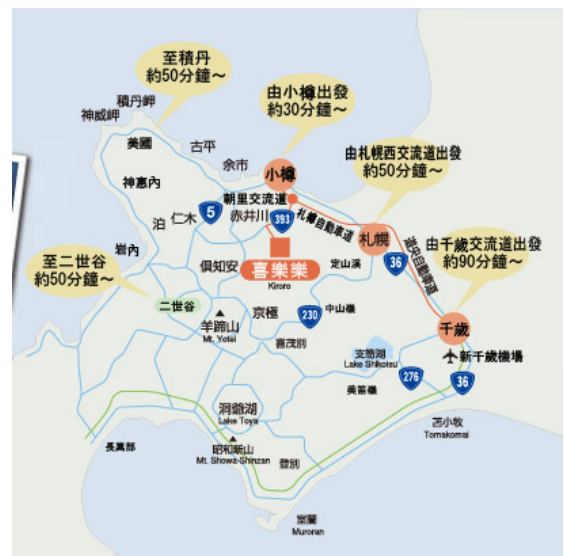 至積丹
約50分鐘～
積丹岬
神威岬
美國
古平
余市
由小樽出發
約30分鐘～
小樽
神惠內
朝里交流道
札樽自動車道
由札幌西交流道出發
約50分鐘～
泊
仁木
5
赤井川
393
札幌
岩內
定山溪
36
道央自動車道
由千歲交流道出發
約90分鐘～
至二世谷
約50分鐘～
俱知安
喜樂樂
Kiroro
二世谷
京極
230
中山嶺
千歲
羊蹄山
Mt. Yotei
喜茂別
支笏湖
Lake Shikotsu
新千歲機場
美笛嶺
276
36
洞爺湖
Lake Toya
苫小牧
Tomakomai
長萬部
昭和新山
Mt. Showa-Shinzan
登別
室蘭
Muroran